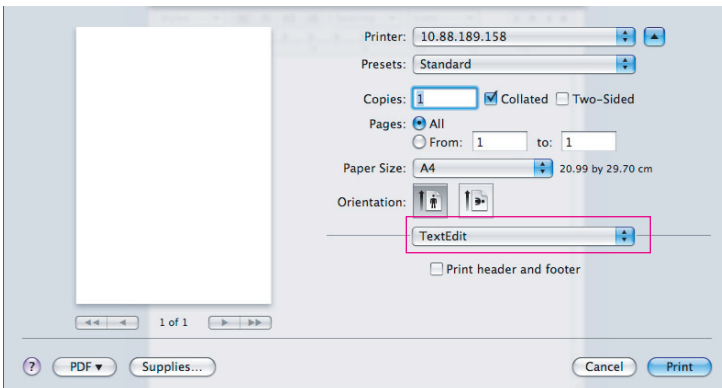 Printer: 10.88.189.158
Presets: Standard
Copies: 1 Collated Two-Sided
Pages: All
From: 1 to: 1
Paper Size: A4 20.99 by 29.70 cm
Orientation:
TextEdit
Print header and footer
1 of 1
? PDF Supplies... Cancel Print